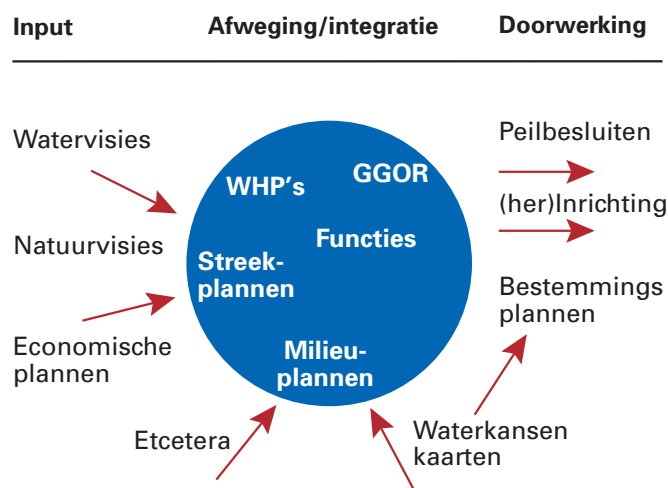 Input Afweging/integratie Doorwerking
Watervisies
Natuurvisies
Economische
plannen
Etcetera
WHP's
GGOR
Functies
Streek-
plannen
Milieu-
plannen
Peilbesluiten
(her)Inrichting
Bestemmings
plannen
Waterkansen
kaarten